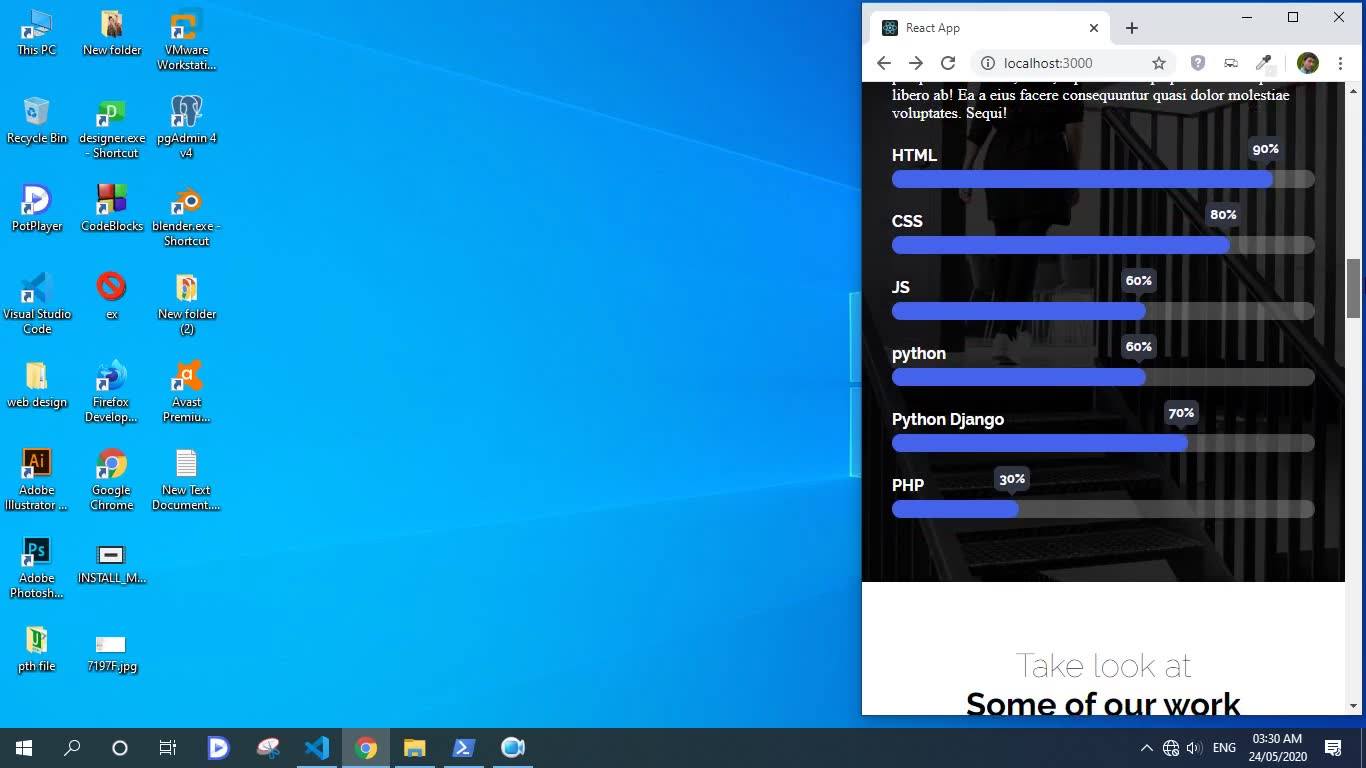 This PC
New folder
VMware
Workstati...
Recycle Bin
designer.exe
- Shortcut
pgAdmin 4
v4
PotPlayer
CodeBlocks
blender.exe -
Shortcut
Visual Studio
Code
ex
New folder
(2)
web design
Firefox
Develop...
Avast
Premiu...
Ai
Adobe
Illustrator ...
Google
Chrome
New Text
Document....
Ps
Adobe
Photosh...
INSTALL_M...
pth file
7197F.jpg
React App
localhost:3000
libero ab! Ea a eius facere consequuntur quasi dolor molestiae
voluptates. Sequi!
HTML
90%
CSS
80%
JS
60%
python
60%
Python Django
70%
PHP
30%
Take look at
Some of our work
ENG
03:30 AM
24/05/2020